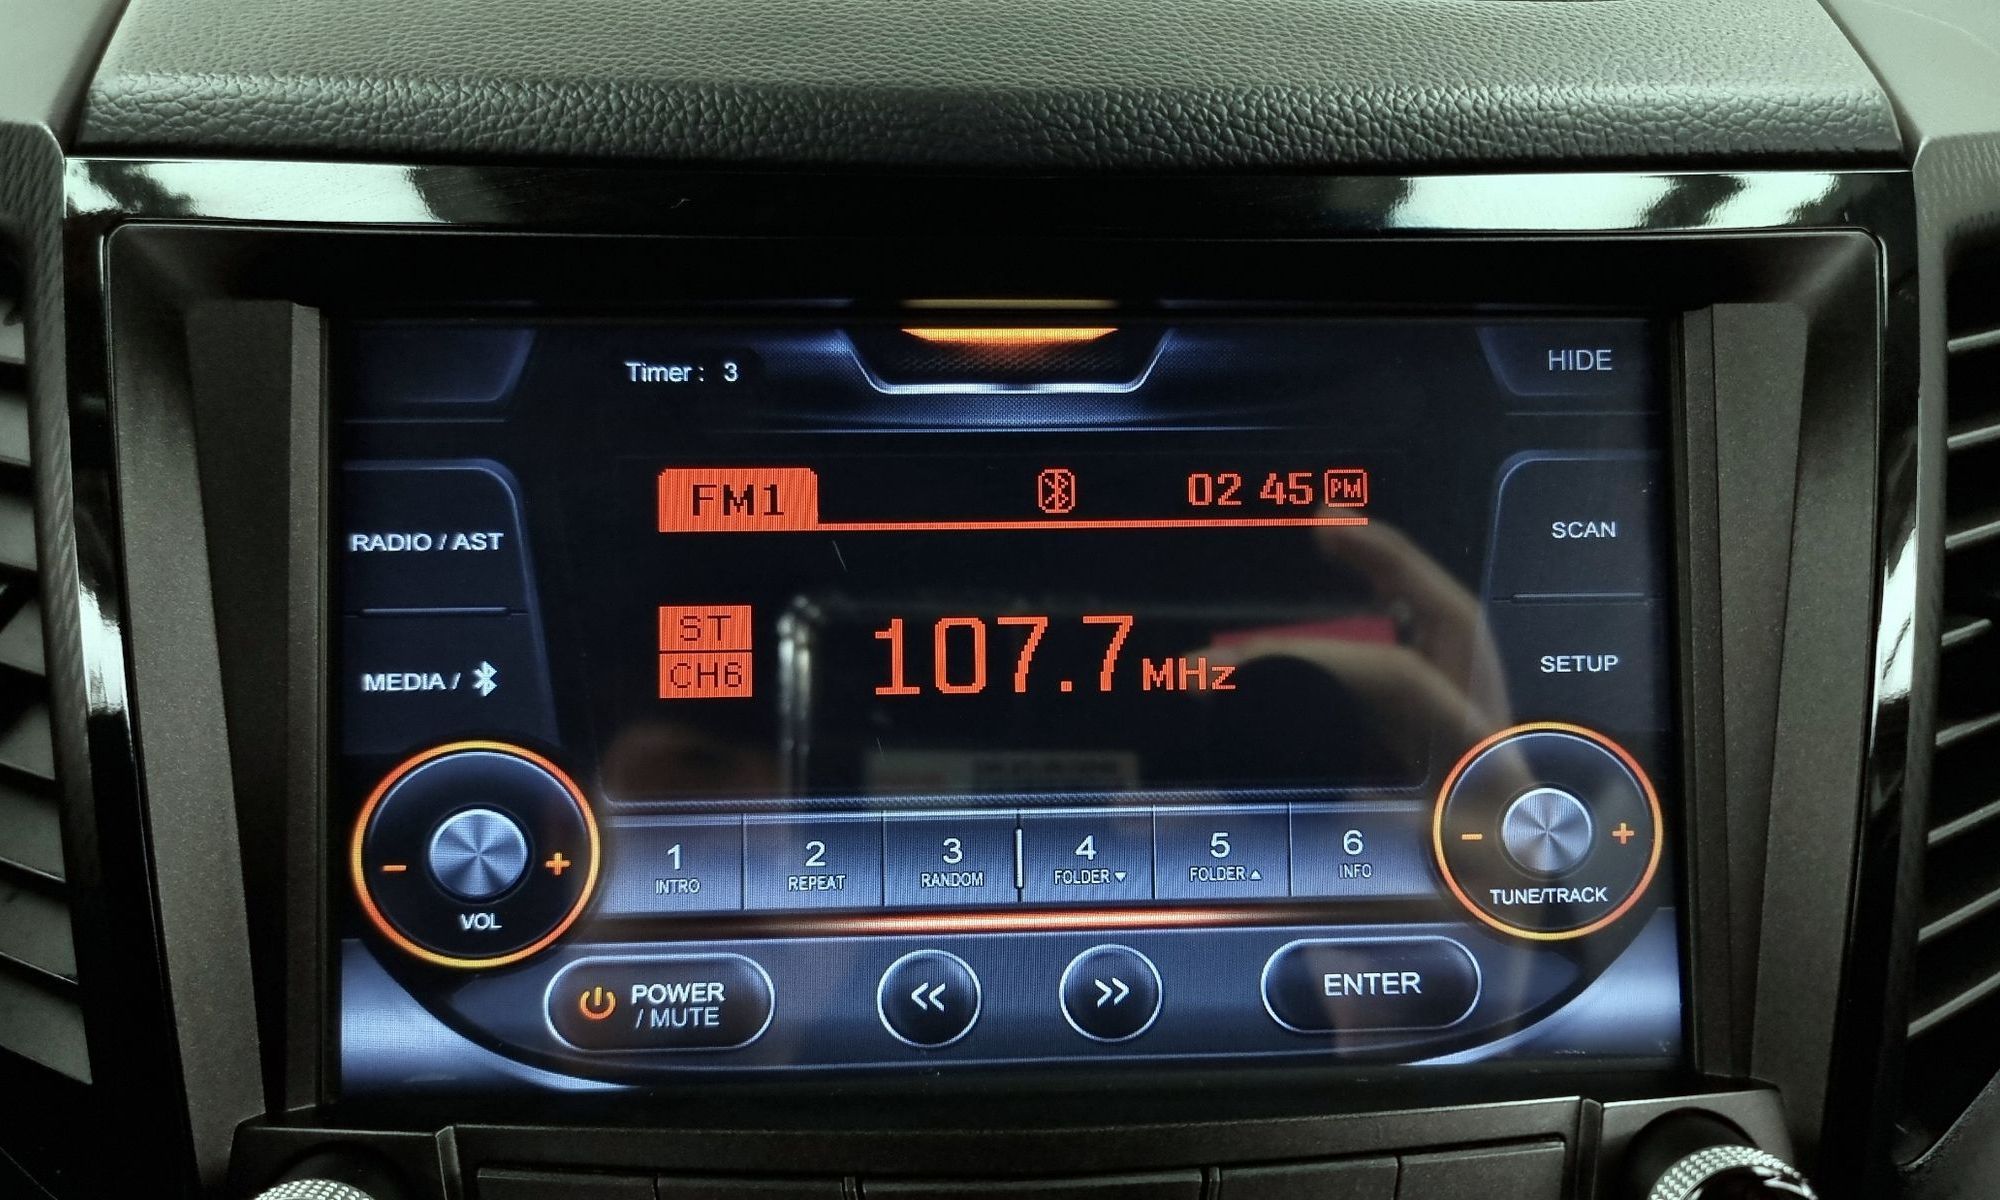 Timer : 3
HIDE
FM1 02 45 PM
RADIO / AST
SCAN
ST
CH6
107.7 MHz
MEDIA /
SETUP
- + VOL
1 INTRO
2 REPEAT
3 RANDOM
4 FOLDER ▼
5 FOLDER ▲
6 INFO
- + TUNE/TRACK
POWER
/ MUTE
<<
>>
ENTER